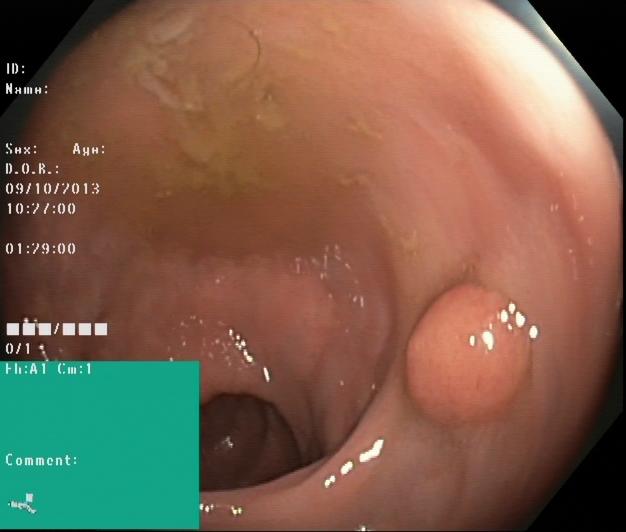 ID:
Name:
Sex: Age:
D.O.R.:
09/10/2013
10:27:00
01:29:00
■■■/■■■
0/1
Eh:A1 Cm:1
Comment: